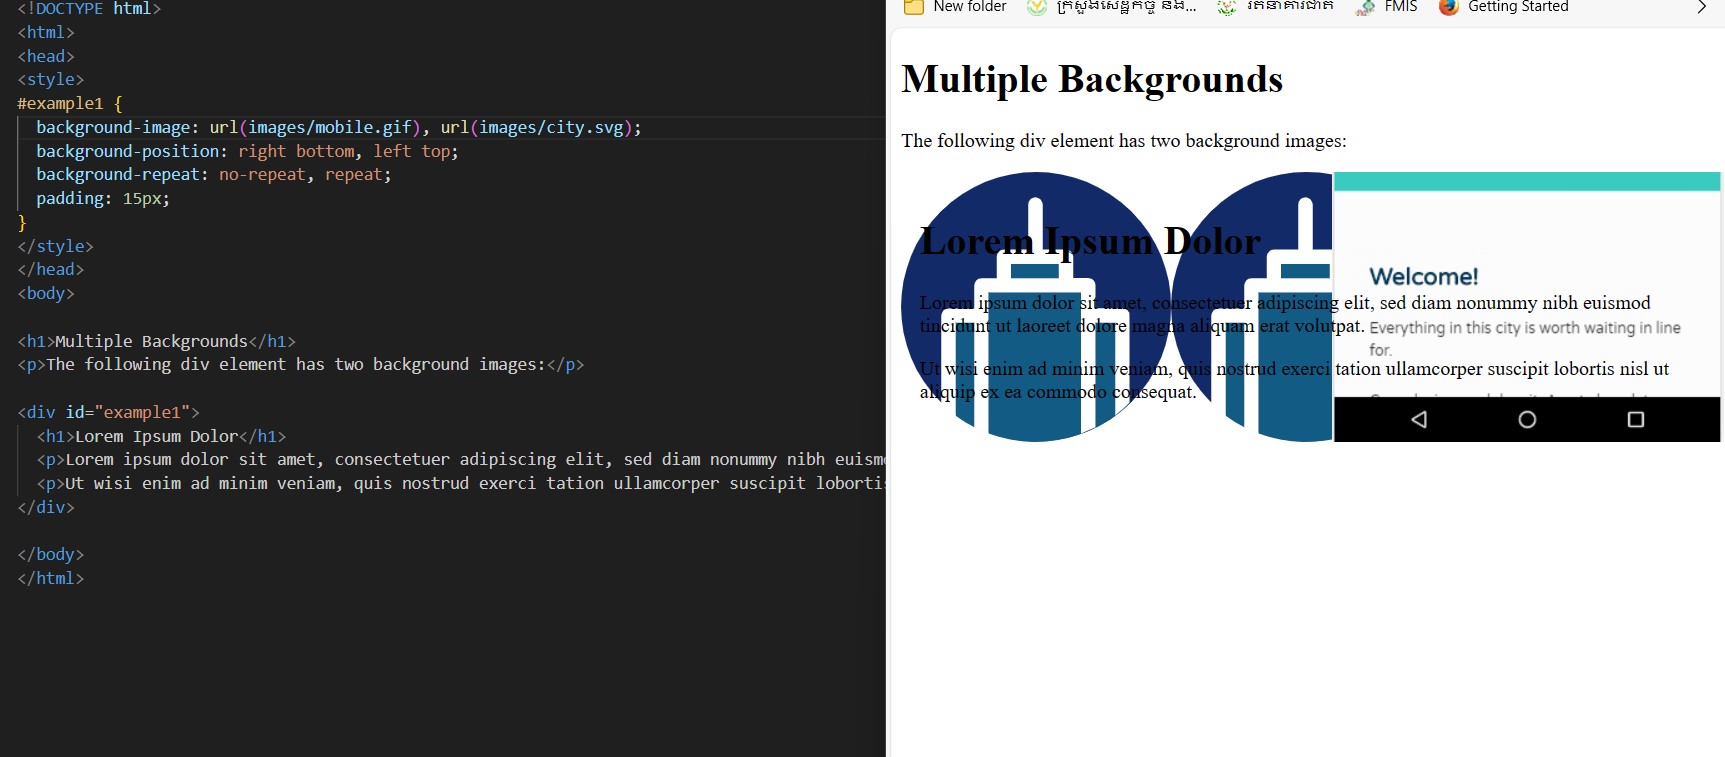 <!DOCTYPE html>
<html>
<head>
<style>
#example1 {
background-image: url(images/mobile.gif), url(images/city.svg);
background-position: right bottom, left top;
background-repeat: no-repeat, repeat;
padding: 15px;
}
</style>
</head>
<body>
<h1>Multiple Backgrounds</h1>
<p>The following div element has two background images:</p>
<div id="example1">
<h1>Lorem Ipsum Dolor</h1>
<p>Lorem ipsum dolor sit amet, consectetuer adipiscing elit, sed diam nonummy nibh euism
<p>Ut wisi enim ad minim veniam, quis nostrud exerci tation ullamcorper suscipit loborti
</div>
</body>
</html>
New folder ក្រសួងសេដ្ឋកិច្ច និង... រតនាគារជាតិ FMIS Getting Started
Multiple Backgrounds
The following div element has two background images:
Lorem Ipsum Dolor
Welcome!
Lorem ipsum dolor sit amet, consectetuer adipiscing elit, sed diam nonummy nibh euismod
tincidunt ut laoreet dolore magna aliquam erat volutpat.
Everything in this city is worth waiting in line
for.
Ut wisi enim ad minim veniam, quis nostrud exerci tation ullamcorper suscipit lobortis nisl ut
aliquip ex ea commodo consequat.